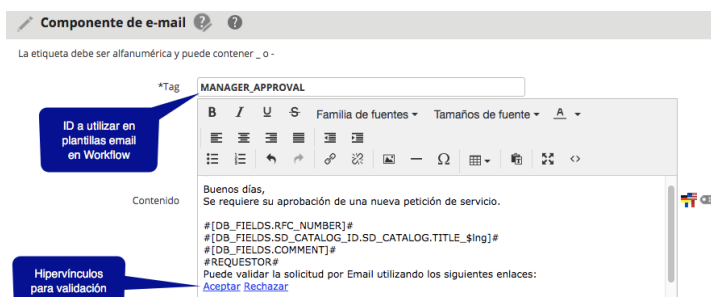 Componente de e-mail
La etiqueta debe ser alfanumérica y puede contener _ o -
*Tag
MANAGER_APPROVAL
ID a utilizar en
plantillas email
en Workflow
B I U S Familia de fuentes Tamaños de fuente A
Contenido
Buenos días,
Se requiere su aprobación de una nueva petición de servicio.
#[DB_FIELDS.RFC_NUMBER]#
#[DB_FIELDS.SD_CATALOG_ID.SD_CATALOG.TITLE_$lng]#
#[DB_FIELDS.COMMENT]#
#REQUESTOR#
Puede validar la solicitud por Email utilizando los siguientes enlaces:
Aceptar Rechazar
Hipervínculos
para validación